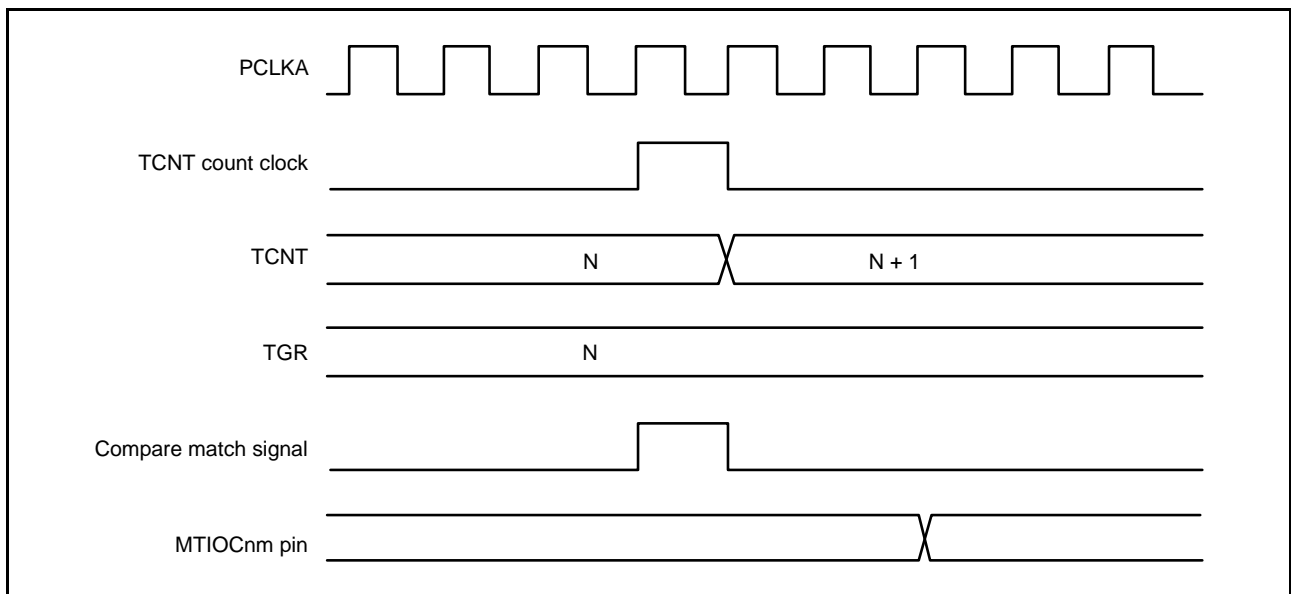 PCLKA
TCNT count clock
TCNT
N
N + 1
TGR
N
Compare match signal
MTIOCnm pin